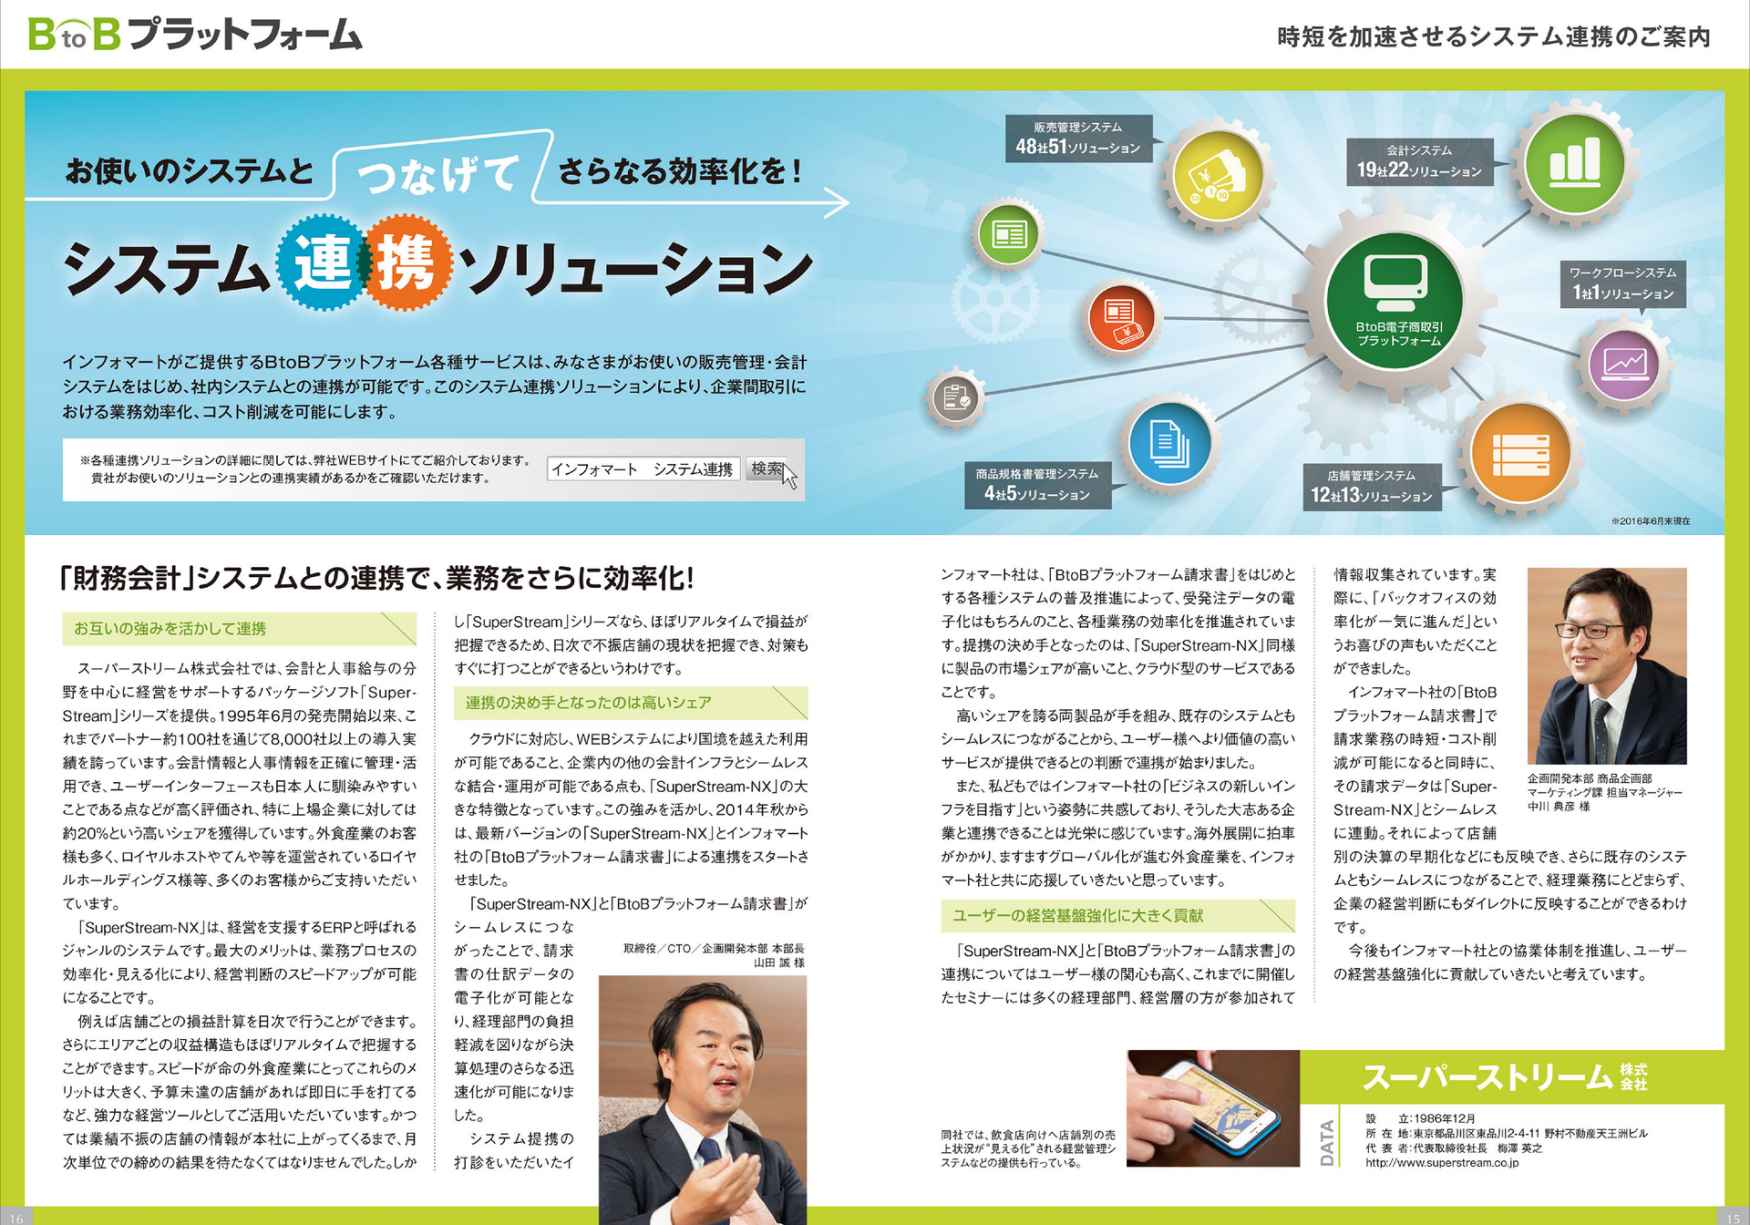 BtoBプラットフォーム
時短を加速させるシステム連携のご案内
お使いのシステムと つなげて さらなる効率化を！
システム連携ソリューション
インフォマートがご提供するBtoBプラットフォーム各種サービスは、みなさまがお使いの販売管理・会計
システムをはじめ、社内システムとの連携が可能です。このシステム連携ソリューションにより、企業間取引に
おける業務効率化、コスト削減を可能にします。
※各種連携ソリューションの詳細に関しては、弊社WEBサイトにてご紹介しております。
貴社がお使いのソリューションとの連携実績があるかをご確認いただけます。
インフォマート　システム連携 検索
販売管理システム
48社51ソリューション
会計システム
19社22ソリューション
ワークフローシステム
1社1ソリューション
BtoB電子商取引
プラットフォーム
商品規格書管理システム
4社5ソリューション
店舗管理システム
12社13ソリューション
※2016年6月末現在
「財務会計」システムとの連携で、業務をさらに効率化！
お互いの強みを活かして連携
スーパーストリーム株式会社では、会計と人事給与の分
野を中心に経営をサポートするパッケージソフト「Super-
Stream」シリーズを提供。1995年6月の発売開始以来、こ
れまでパートナー約100社を通じて8,000社以上の導入実
績を誇っています。会計情報と人事情報を正確に管理・活
用でき、ユーザーインターフェースも日本人に馴染みやすい
ことである点などが高く評価され、特に上場企業に対しては
約20%という高いシェアを獲得しています。外食産業のお客
様も多く、ロイヤルホストやてんや等を運営されているロイヤ
ルホールディングス様等、多くのお客様からご支持いただい
ています。
「SuperStream-NX」は、経営を支援するERPと呼ばれる
ジャンルのシステムです。最大のメリットは、業務プロセスの
効率化・見える化により、経営判断のスピードアップが可能
になることです。
例えば店舗ごとの損益計算を日次で行うことができます。
さらにエリアごとの収益構造もほぼリアルタイムで把握する
ことができます。スピードが命の外食産業にとってこれらのメ
リットは大きく、予算未達の店舗があれば即日に手を打てる
など、強力な経営ツールとしてご活用いただいています。かつ
ては業績不振の店舗の情報が本社に上がってくるまで、月
次単位での締めの結果を待たなくてはなりませんでした。しか
し「SuperStream」シリーズなら、ほぼリアルタイムで損益が
把握できるため、日次で不振店舗の現状を把握でき、対策も
すぐに打つことができるというわけです。
連携の決め手となったのは高いシェア
クラウドに対応し、WEBシステムにより国境を越えた利用
が可能であること、企業内の他の会計インフラとシームレス
な結合・運用が可能である点も、「SuperStream-NX」の大
きな特徴となっています。この強みを活かし、2014年秋から
は、最新バージョンの「SuperStream-NX」とインフォマート
社の「BtoBプラットフォーム請求書」による連携をスタートさ
せました。
「SuperStream-NX」と「BtoBプラットフォーム請求書」が
シームレスにつな
がったことで、請求
書の仕訳データの
電子化が可能とな
り、経理部門の負担
軽減を図りながら決
算処理のさらなる迅
速化が可能になりま
した。
システム提携の
打診をいただいたイ
取締役／CTO／企画開発本部 本部長
山田 誠 様
ンフォマート社は、「BtoBプラットフォーム請求書」をはじめと
する各種システムの普及推進によって、受発注データの電
子化はもちろんのこと、各種業務の効率化を推進されていま
す。提携の決め手となったのは、「SuperStream-NX」同様
に製品の市場シェアが高いこと、クラウド型のサービスである
ことです。
高いシェアを誇る両製品が手を組み、既存のシステムとも
シームレスにつながることから、ユーザー様へより価値の高い
サービスが提供できるとの判断で連携が始まりました。
また、私どもではインフォマート社の「ビジネスの新しいイン
フラを目指す」という姿勢に共感しており、そうした大志ある企
業と連携できることは光栄に感じています。海外展開に拍車
がかかり、ますますグローバル化が進む外食産業を、インフォ
マート社と共に応援していきたいと思っています。
ユーザーの経営基盤強化に大きく貢献
「SuperStream-NX」と「BtoBプラットフォーム請求書」の
連携についてはユーザー様の関心も高く、これまでに開催し
たセミナーには多くの経理部門、経営層の方が参加されて
情報収集されています。実
際に、「バックオフィスの効
率化が一気に進んだ」とい
うお喜びの声もいただくこと
ができました。
インフォマート社の「BtoB
プラットフォーム請求書」で
請求業務の時短・コスト削
減が可能になると同時に、
その請求データは「Super-
Stream-NX」とシームレス
に連動。それによって店舗
別の決算の早期化などにも反映でき、さらに既存のシステ
ムともシームレスにつながることで、経理業務にとどまらず、
企業の経営判断にもダイレクトに反映することができるわけ
です。
今後もインフォマート社との協業体制を推進し、ユーザー
の経営基盤強化に貢献していきたいと考えています。
企画開発本部 商品企画部
マーケティング課 担当マネージャー
中川 典彦 様
同社では、飲食店向けへ店舗別の売
上状況が“見える化”される経営管理シ
ステムなどの提供も行っている。
スーパーストリーム 株式会社
DATA
設　　立：1986年12月
所 在 地：東京都品川区東品川2-4-11 野村不動産天王洲ビル
代 表 者：代表取締役社長　梅澤 英之
http://www.superstream.co.jp
16
15